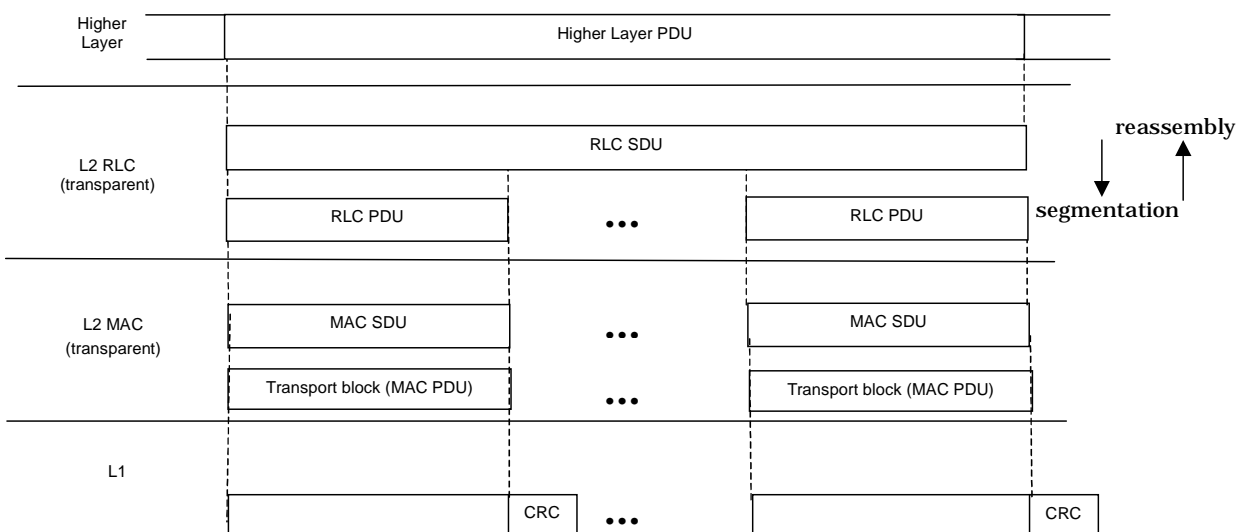 Higher
Layer
Higher Layer PDU
RLC SDU
reassembly
L2 RLC
(transparent)
RLC PDU
•••
RLC PDU
segmentation
L2 MAC
(transparent)
MAC SDU
•••
MAC SDU
Transport block (MAC PDU)
•••
Transport block (MAC PDU)
L1
CRC
•••
CRC